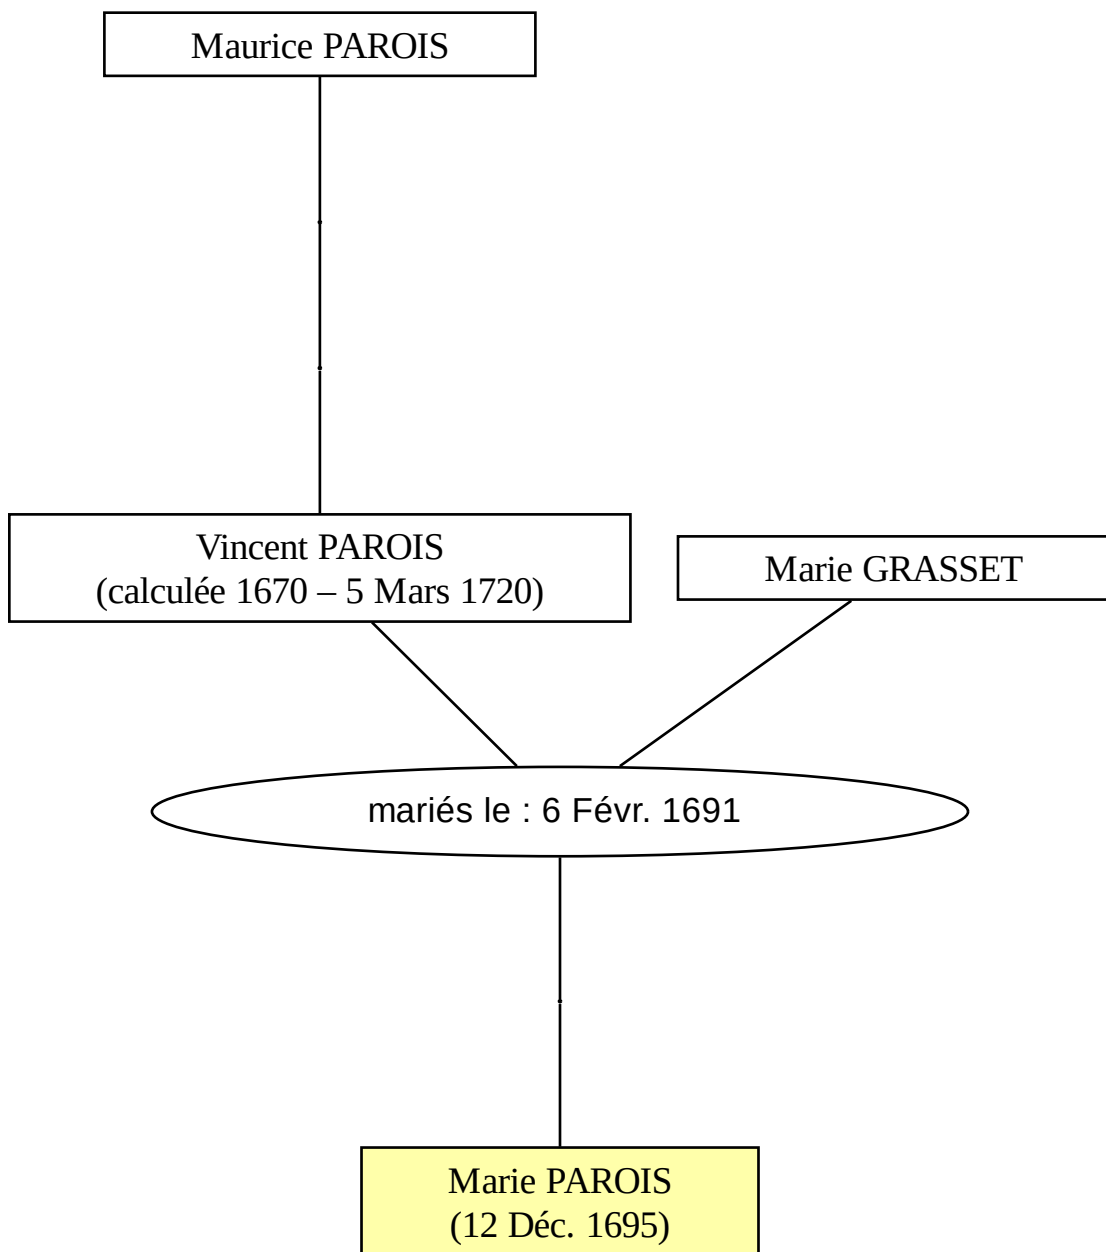 Maurice PAROIS
Vincent PAROIS
(calculée 1670 – 5 Mars 1720)
Marie GRASSET
mariés le : 6 Févr. 1691
Marie PAROIS
(12 Déc. 1695)